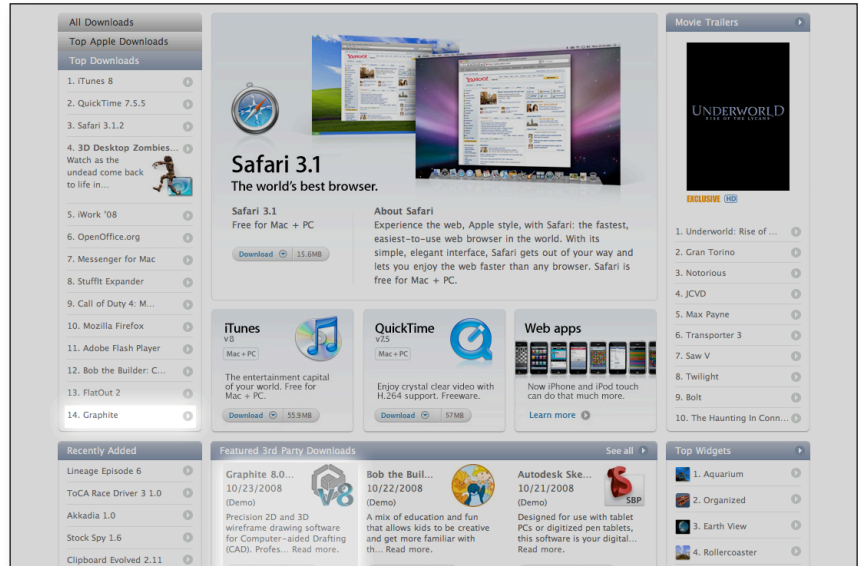 All Downloads
Top Apple Downloads
Top Downloads
1. iTunes 8
2. QuickTime 7.5.5
3. Safari 3.1.2
4. 3D Desktop Zombies...
Watch as the
undead come back
to life in...
5. iWork '08
6. OpenOffice.org
7. Messenger for Mac
8. StuffIt Expander
9. Call of Duty 4: M...
10. Mozilla Firefox
11. Adobe Flash Player
12. Bob the Builder: C...
13. FlatOut 2
14. Graphite
Safari 3.1
The world's best browser.
Safari 3.1
Free for Mac + PC
Download 15.6MB
About Safari
Experience the web, Apple style, with Safari: the fastest,
easiest-to-use web browser in the world. With its
simple, elegant interface, Safari gets out of your way and
lets you enjoy the web faster than any browser. Safari is
free for Mac + PC.
iTunes
v8
Mac + PC
The entertainment capital
of your world. Free for
Mac + PC.
Download 55.9MB
QuickTime
v7.5
Mac + PC
Enjoy crystal clear video with
H.264 support. Freeware.
Download 57MB
Web apps
Now iPhone and iPod touch
can do that much more.
Learn more
Movie Trailers
UNDERWORLD
RISE OF THE LYCANS
EXCLUSIVE HD
1. Underworld: Rise of ...
2. Gran Torino
3. Notorious
4. JCVD
5. Max Payne
6. Transporter 3
7. Saw V
8. Twilight
9. Bolt
10. The Haunting In Conn...
Recently Added
Lineage Episode 6
ToCA Race Driver 3 1.0
Akkadia 1.0
Stock Spy 1.6
Clipboard Evolved 2.11
Featured 3rd Party Downloads
See all
Graphite 8.0...
10/23/2008
(Demo)
V8
Precision 2D and 3D
wireframe drawing software
for Computer-aided Drafting
(CAD). Profes... Read more.
Bob the Buil...
10/22/2008
(Demo)
A mix of education and fun
that allows kids to be creative
and get more familiar with
th... Read more.
Autodesk Ske...
10/21/2008
(Demo)
SBP
Designed for use with tablet
PCs or digitized pen tablets,
this software is your digital...
Read more.
Top Widgets
1. Aquarium
2. Organized
3. Earth View
4. Rollercoaster